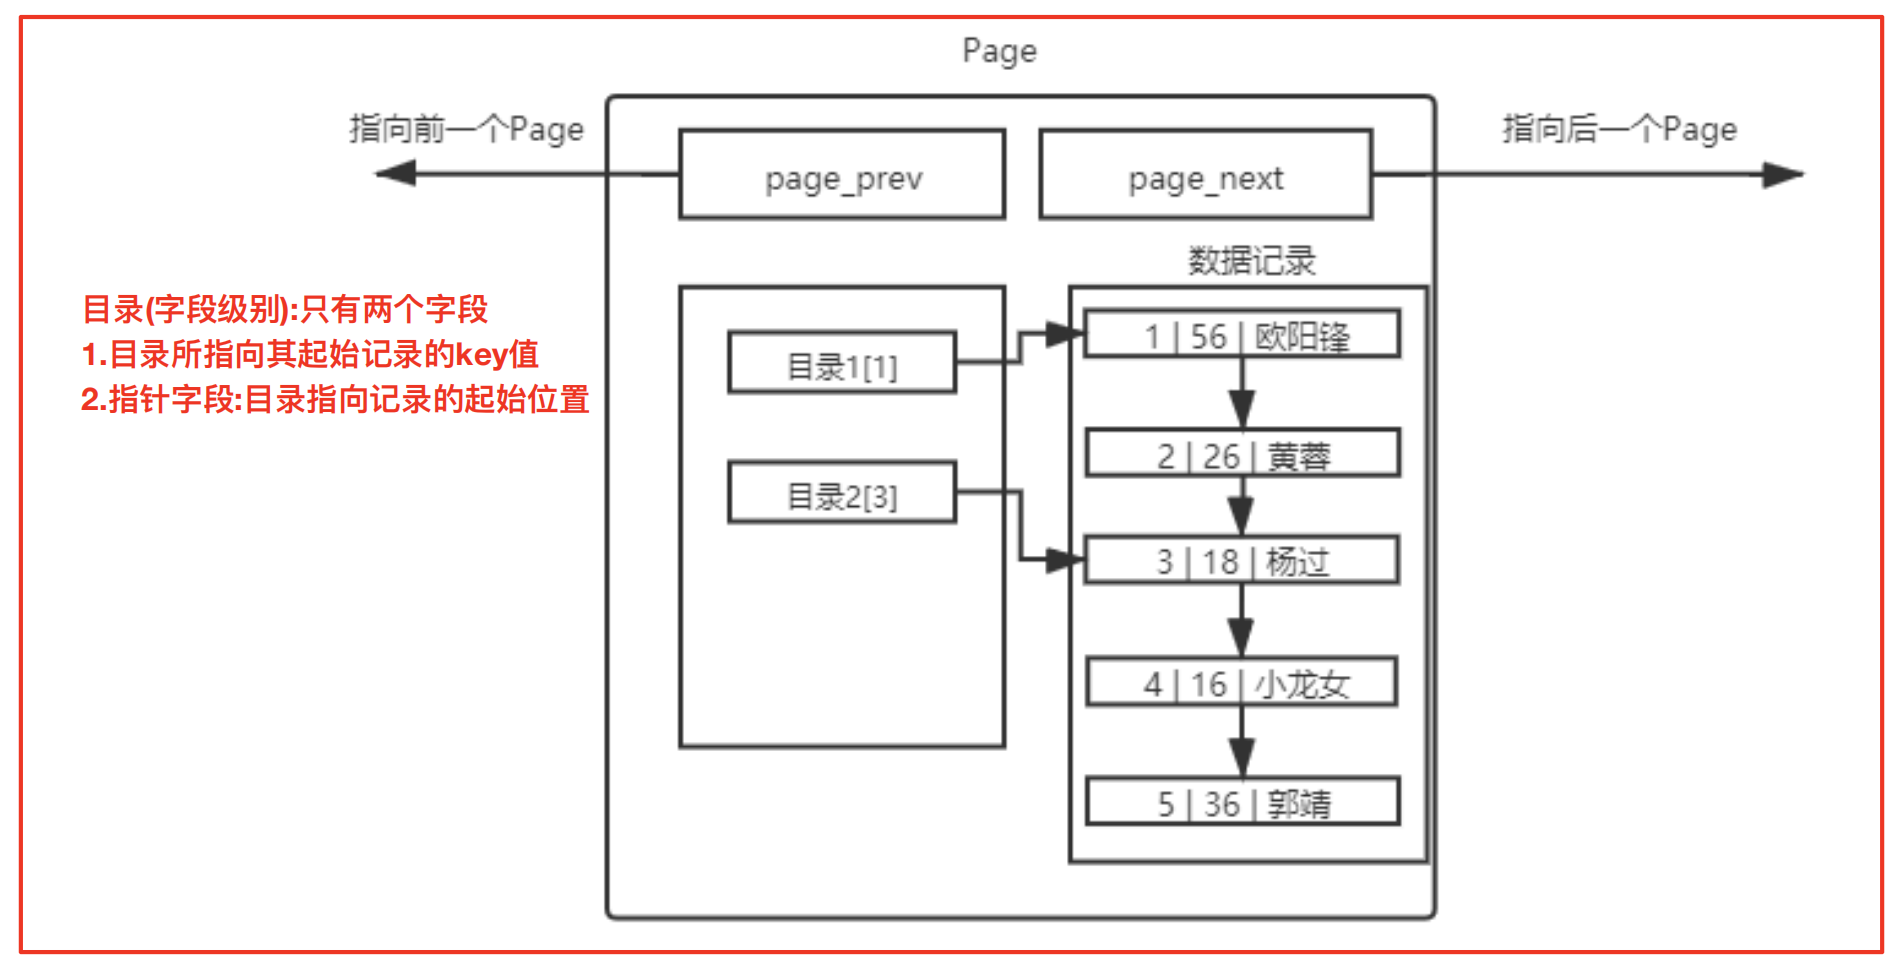 Page
指向前一个Page
指向后一个Page
page_prev
page_next
数据记录
目录(字段级别):只有两个字段
1.目录所指向其起始记录的key值
2.指针字段:目录指向记录的起始位置
目录1[1]
目录2[3]
1 | 56 | 欧阳锋
2 | 26 | 黄蓉
3 | 18 | 杨过
4 | 16 | 小龙女
5 | 36 | 郭靖